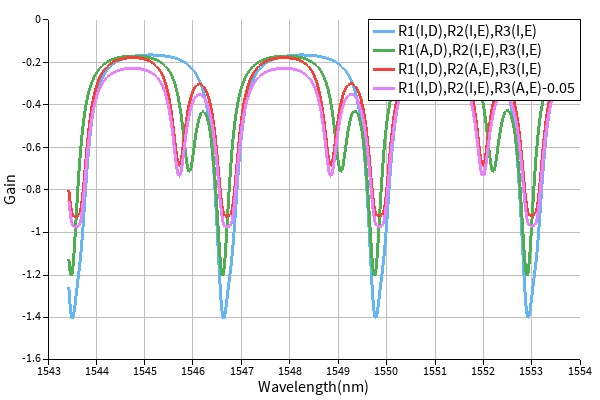 0
-0.2
-0.4
-0.6
-0.8
-1
-1.2
-1.4
-1.6
Gain
R1(I,D),R2(I,E),R3(I,E)
R1(A,D),R2(I,E),R3(I,E)
R1(I,D),R2(A,E),R3(I,E)
R1(I,D),R2(I,E),R3(A,E)-0.05
1543 1544 1545 1546 1547 1548 1549 1550 1551 1552 1553 1554
Wavelength(nm)